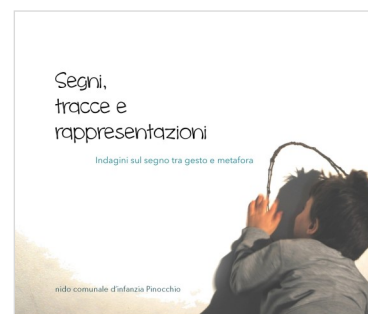 Segni,
tracce e
rappresentazioni
Indagini sul segno tra gesto e metafora
nido comunale d'infanzia Pinocchio